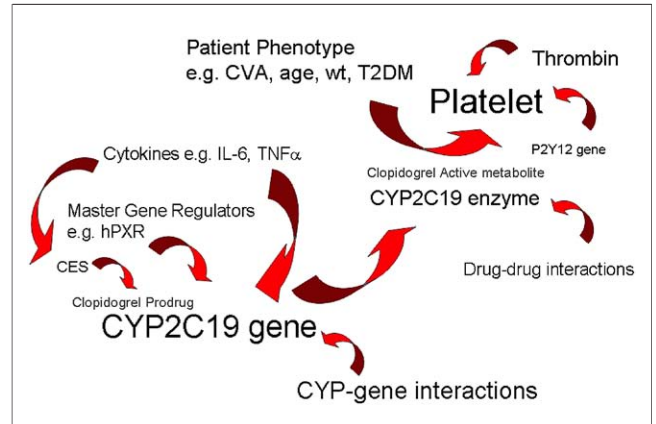 Patient Phenotype
e.g. CVA, age, wt, T2DM
Thrombin
Platelet
P2Y12 gene
Cytokines e.g. IL-6, TNFα
Clopidogrel Active metabolite
CYP2C19 enzyme
Master Gene Regulators
e.g. hPXR
CES
Drug-drug interactions
Clopidogrel Prodrug
CYP2C19 gene
CYP-gene interactions